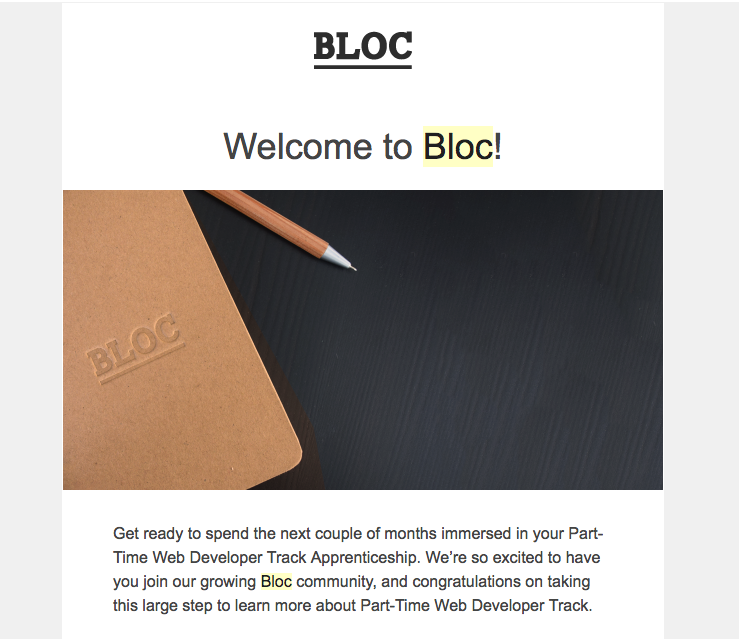 BLOC
Welcome to Bloc!
BLOC
Get ready to spend the next couple of months immersed in your Part-
Time Web Developer Track Apprenticeship. We’re so excited to have
you join our growing Bloc community, and congratulations on taking
this large step to learn more about Part-Time Web Developer Track.